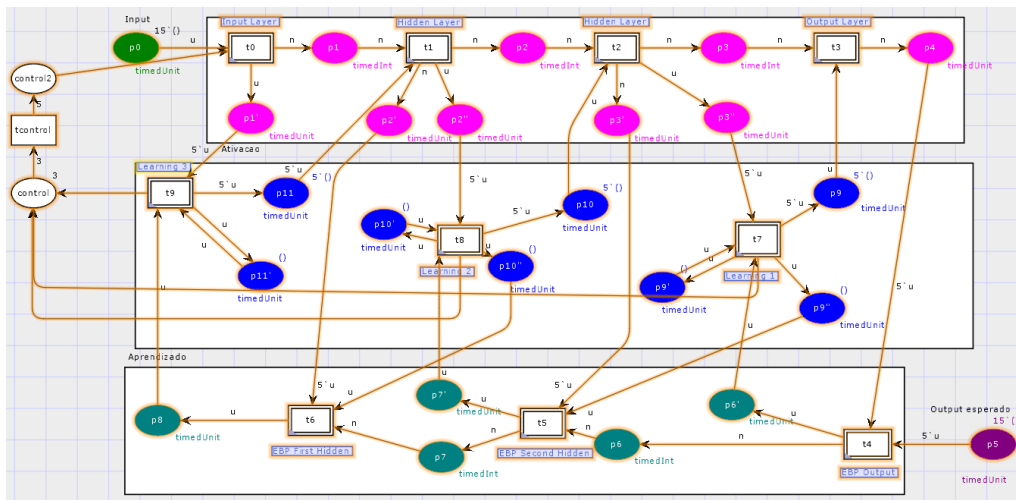 Input
Input Layer
Hidden Layer
Hidden Layer
Output Layer
15`()
p0
u
t0
n
p1
n
t1
n
p2
n
t2
n
p3
n
t3
n
p4
timedUnit
timedInt
timedInt
timedInt
timedUnit
control2
u
n
u
n
u
u
5
p1'
p2'
p2''
p3'
p3''
timedUnit
timedUnit
timedUnit
timedUnit
timedUnit
tcontrol
Ativacao
3
5`u
Learning 3
3
control
t9
5`u
p11
5`u
5`()
timedUnit
5`u
5`u
p10
5`()
timedUnit
5`u
u
p9
5`()
timedUnit
u
u
p11'
()
timedUnit
p10'
()
timedUnit
u
u
t8
Learning 2
u
p10''
()
timedUnit
t7
Learning 1
u
u
p9'
()
timedUnit
u
p9''
()
timedUnit
5`u
u
Aprendizado
5`u
u
u
5`u
u
u
p8
timedUnit
u
t6
EBP First Hidden
n
p7'
timedUnit
u
p7
timedInt
n
t5
EBP Second Hidden
n
p6
timedInt
n
p6'
timedUnit
u
t4
EBP Output
5`u
Output esperado
15`()
p5
timedUnit